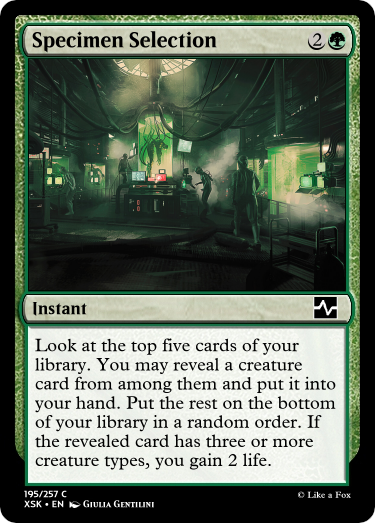 Specimen Selection 2
Instant
Look at the top five cards of your
library. You may reveal a creature
card from among them and put it into
your hand. Put the rest on the bottom
of your library in a random order. If
the revealed card has three or more
creature types, you gain 2 life.
195/257 C
XSK • EN Giulia Gentilini
© Like a Fox